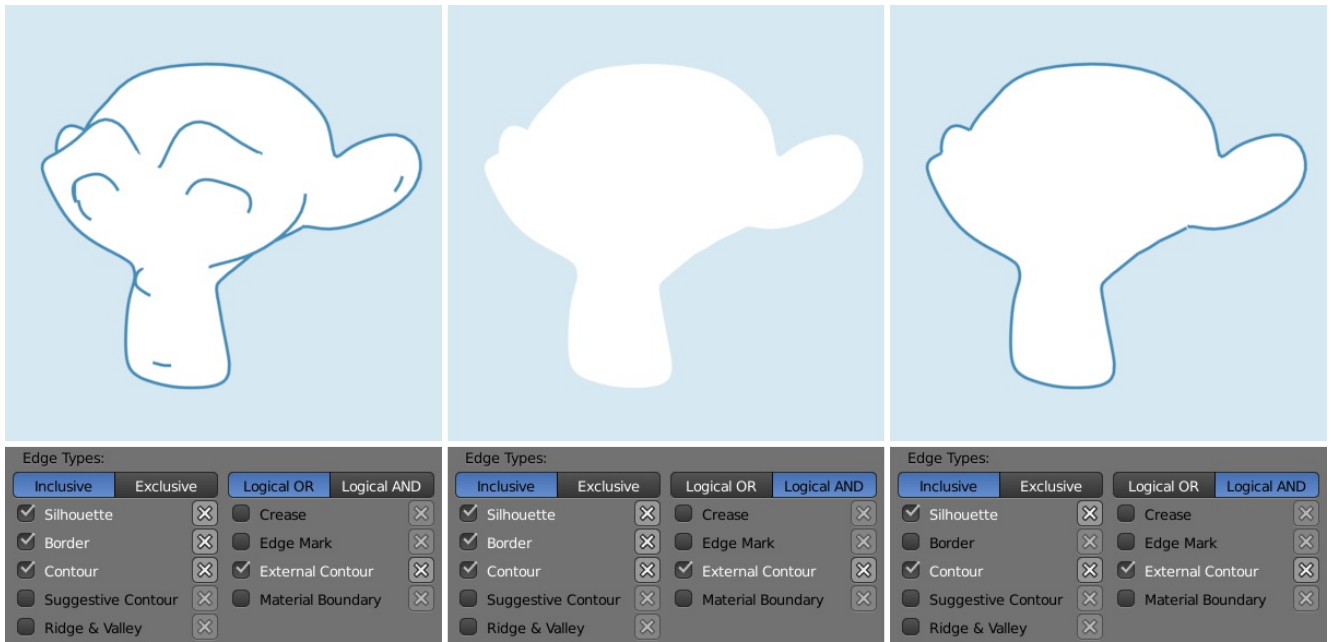 Edge Types:
Inclusive Exclusive Logical OR Logical AND
Silhouette Crease
Border Edge Mark
Contour External Contour
Suggestive Contour Material Boundary
Ridge & Valley
Edge Types:
Inclusive Exclusive Logical OR Logical AND
Silhouette Crease
Border Edge Mark
Contour External Contour
Suggestive Contour Material Boundary
Ridge & Valley
Edge Types:
Inclusive Exclusive Logical OR Logical AND
Silhouette Crease
Border Edge Mark
Contour External Contour
Suggestive Contour Material Boundary
Ridge & Valley